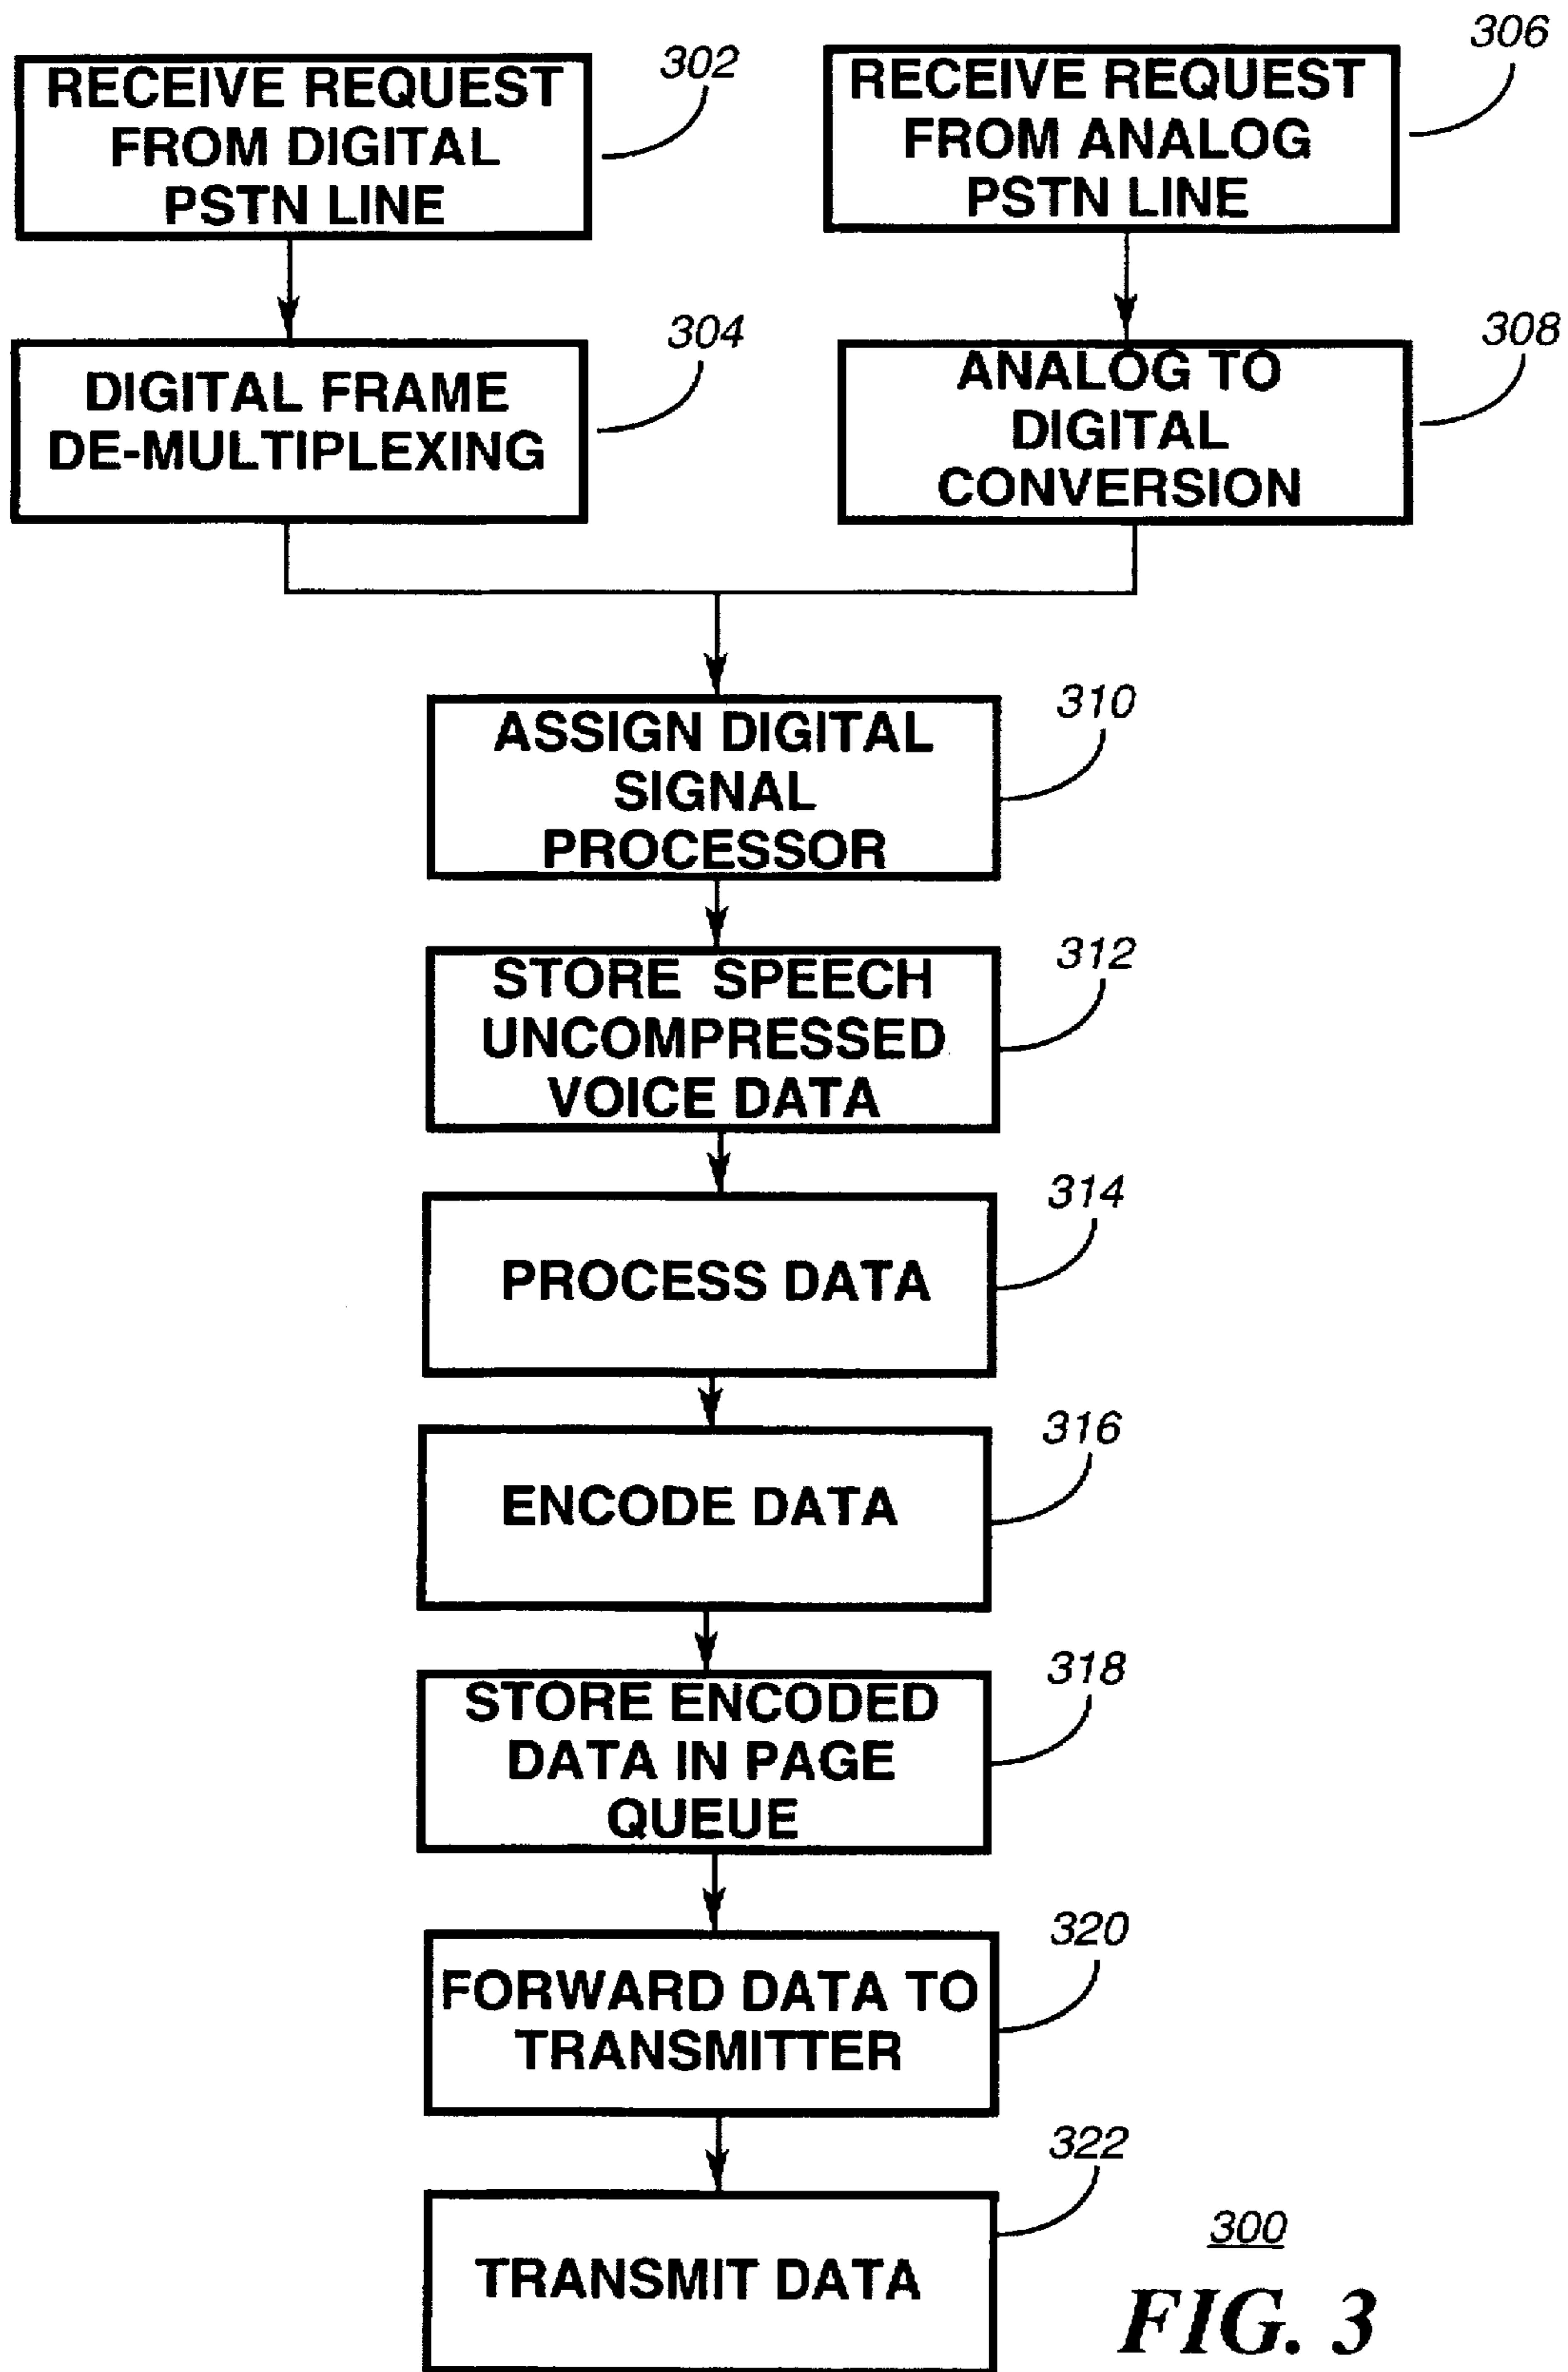 302
RECEIVE REQUEST
FROM DIGITAL
PSTN LINE
306
RECEIVE REQUEST
FROM ANALOG
PSTN LINE
304
DIGITAL FRAME
DE-MULTIPLEXING
308
ANALOG TO
DIGITAL
CONVERSION
310
ASSIGN DIGITAL
SIGNAL
PROCESSOR
312
STORE SPEECH
UNCOMPRESSED
VOICE DATA
314
PROCESS DATA
316
ENCODE DATA
318
STORE ENCODED
DATA IN PAGE
QUEUE
320
FORWARD DATA TO
TRANSMITTER
322
TRANSMIT DATA
300
FIG. 3